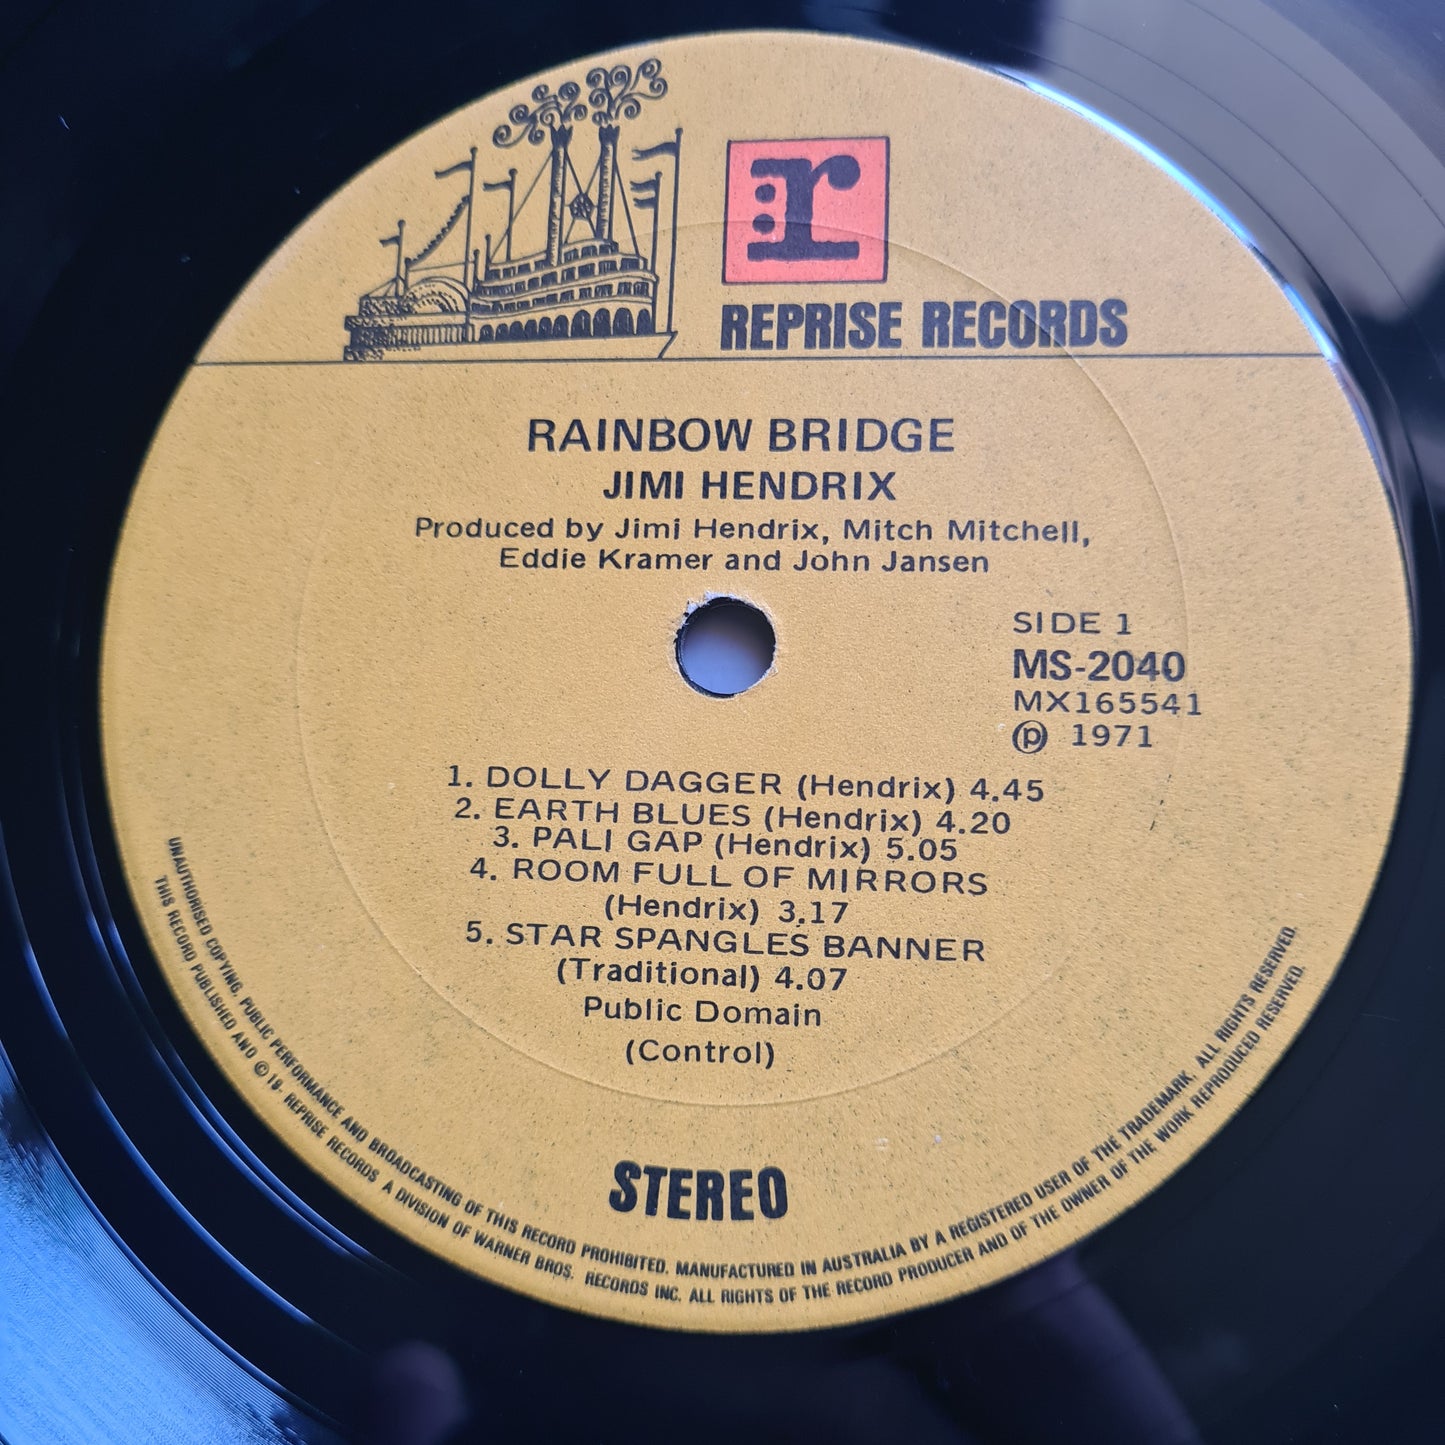 r
REPRISE RECORDS
RAINBOW BRIDGE
JIMI HENDRIX
Produced by Jimi Hendrix, Mitch Mitchell,
Eddie Kramer and John Jansen
SIDE 1
MS-2040
MX165541
℗ 1971
1. DOLLY DAGGER (Hendrix) 4.45
2. EARTH BLUES (Hendrix) 4.20
3. PALI GAP (Hendrix) 5.05
4. ROOM FULL OF MIRRORS
(Hendrix) 3.17
5. STAR SPANGLES BANNER
(Traditional) 4.07
Public Domain
(Control)
STEREO
UNAUTHORISED COPYING, PUBLIC PERFORMANCE AND BROADCASTING OF THIS RECORD PROHIBITED. MANUFACTURED IN AUSTRALIA BY A REGISTERED USER OF THE TRADEMARK. ALL RIGHTS RESERVED.
THIS RECORD PUBLISHED AND © 19- REPRISE RECORDS A DIVISION OF WARNER BROS. RECORDS INC. ALL RIGHTS OF THE RECORD PRODUCER AND OF THE OWNER OF THE WORK REPRODUCED RESERVED.